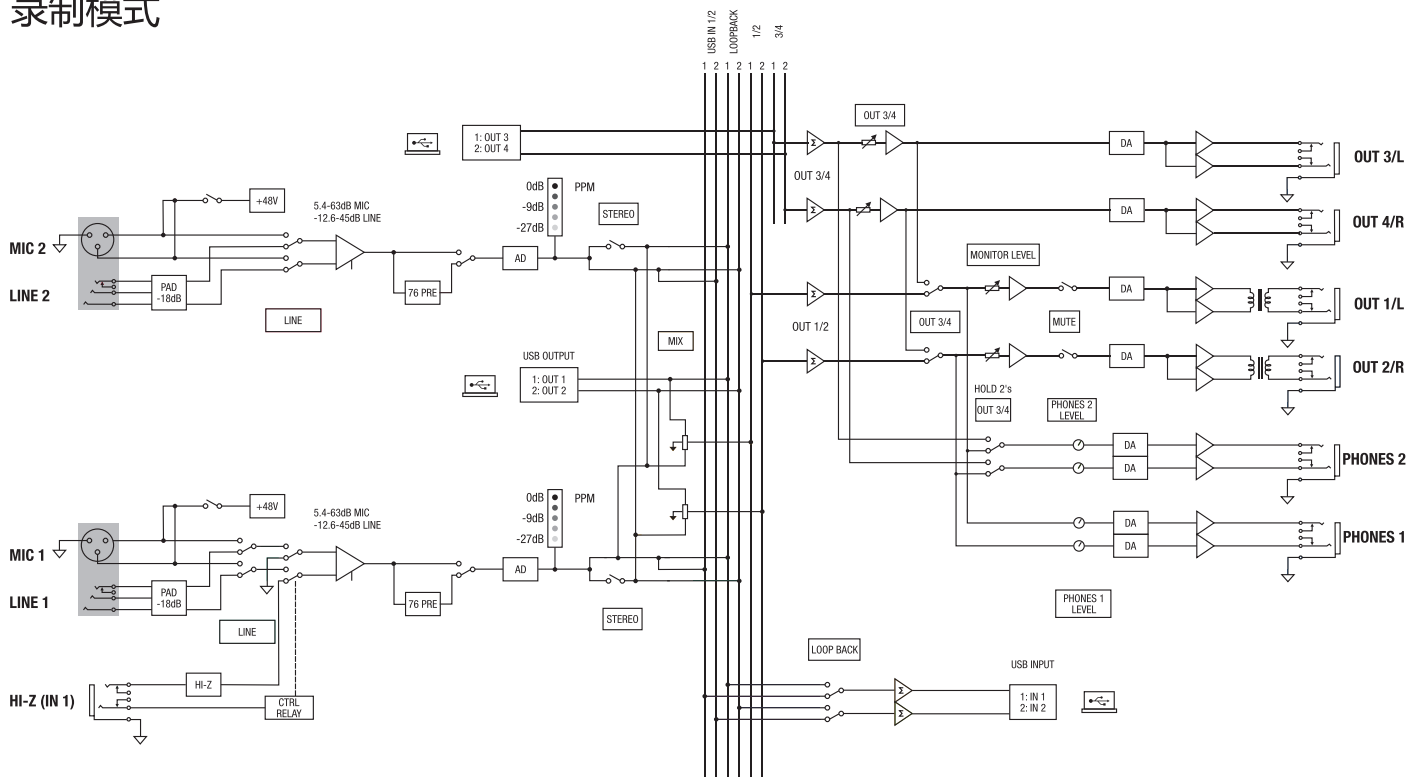 录制模式
USB IN 1/2
LOOPBACK
1/2
3/4
1 2 1 2 1 2 1 2
1: OUT 3
2: OUT 4
OUT 3/4
Σ
DA
OUT 3/L
OUT 3/4
Σ
DA
OUT 4/R
+48V
5.4-63dB MIC
-12.6-45dB LINE
0dB
-9dB
-27dB
PPM
STEREO
MIC 2
LINE 2
PAD
-18dB
LINE
76 PRE
AD
MONITOR LEVEL
Σ
OUT 1/2
OUT 3/4
MUTE
DA
OUT 1/L
Σ
DA
OUT 2/R
MIX
USB OUTPUT
1: OUT 1
2: OUT 2
HOLD 2's
OUT 3/4
PHONES 2
LEVEL
DA
DA
PHONES 2
+48V
5.4-63dB MIC
-12.6-45dB LINE
0dB
-9dB
-27dB
PPM
MIC 1
LINE 1
PAD
-18dB
LINE
76 PRE
AD
STEREO
DA
DA
PHONES 1
PHONES 1
LEVEL
HI-Z (IN 1)
HI-Z
CTRL
RELAY
LOOP BACK
Σ
Σ
USB INPUT
1: IN 1
2: IN 2